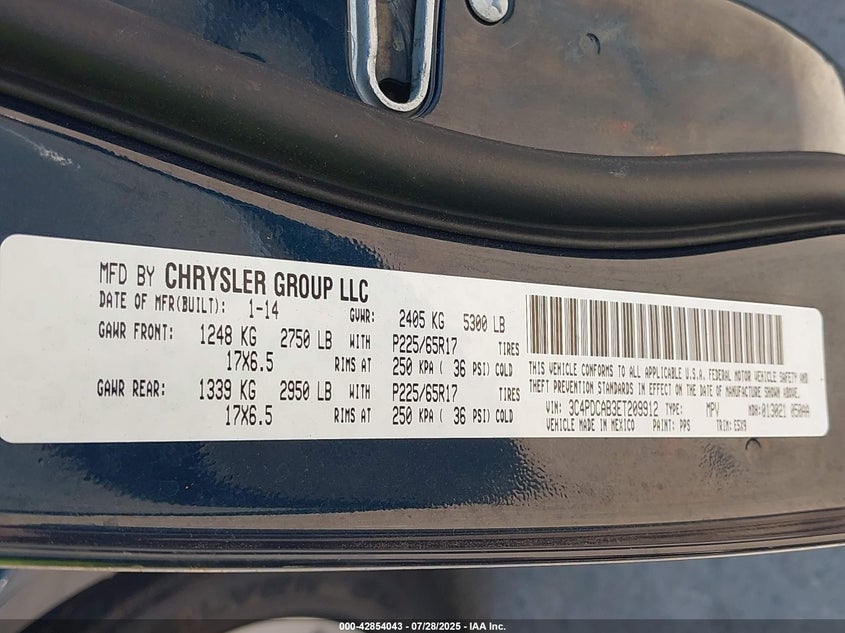 MFD BY CHRYSLER GROUP LLC
DATE OF MFR(BUILT): 1-14 GVWR: 2405 KG 5300 LB
GAWR FRONT: 1248 KG 2750 LB WITH P225/65R17 TIRES
17X6.5 RIMS AT 250 KPA ( 36 PSI) COLD
GAWR REAR: 1339 KG 2950 LB WITH P225/65R17 TIRES
17X6.5 RIMS AT 250 KPA ( 36 PSI) COLD
THIS VEHICLE CONFORMS TO ALL APPLICABLE U.S.A. FEDERAL MOTOR VEHICLE SAFETY AND
THEFT PREVENTION STANDARDS IN EFFECT ON THE DATE OF MANUFACTURE SHOWN ABOVE.
VIN: 3C4PDCAB3ET209912 TYPE: MPV MDH: 013021 050AA
VEHICLE MADE IN MEXICO PAINT: PPS TRIM: E5X9
000-42854043 - 07/28/2025 - IAA Inc.